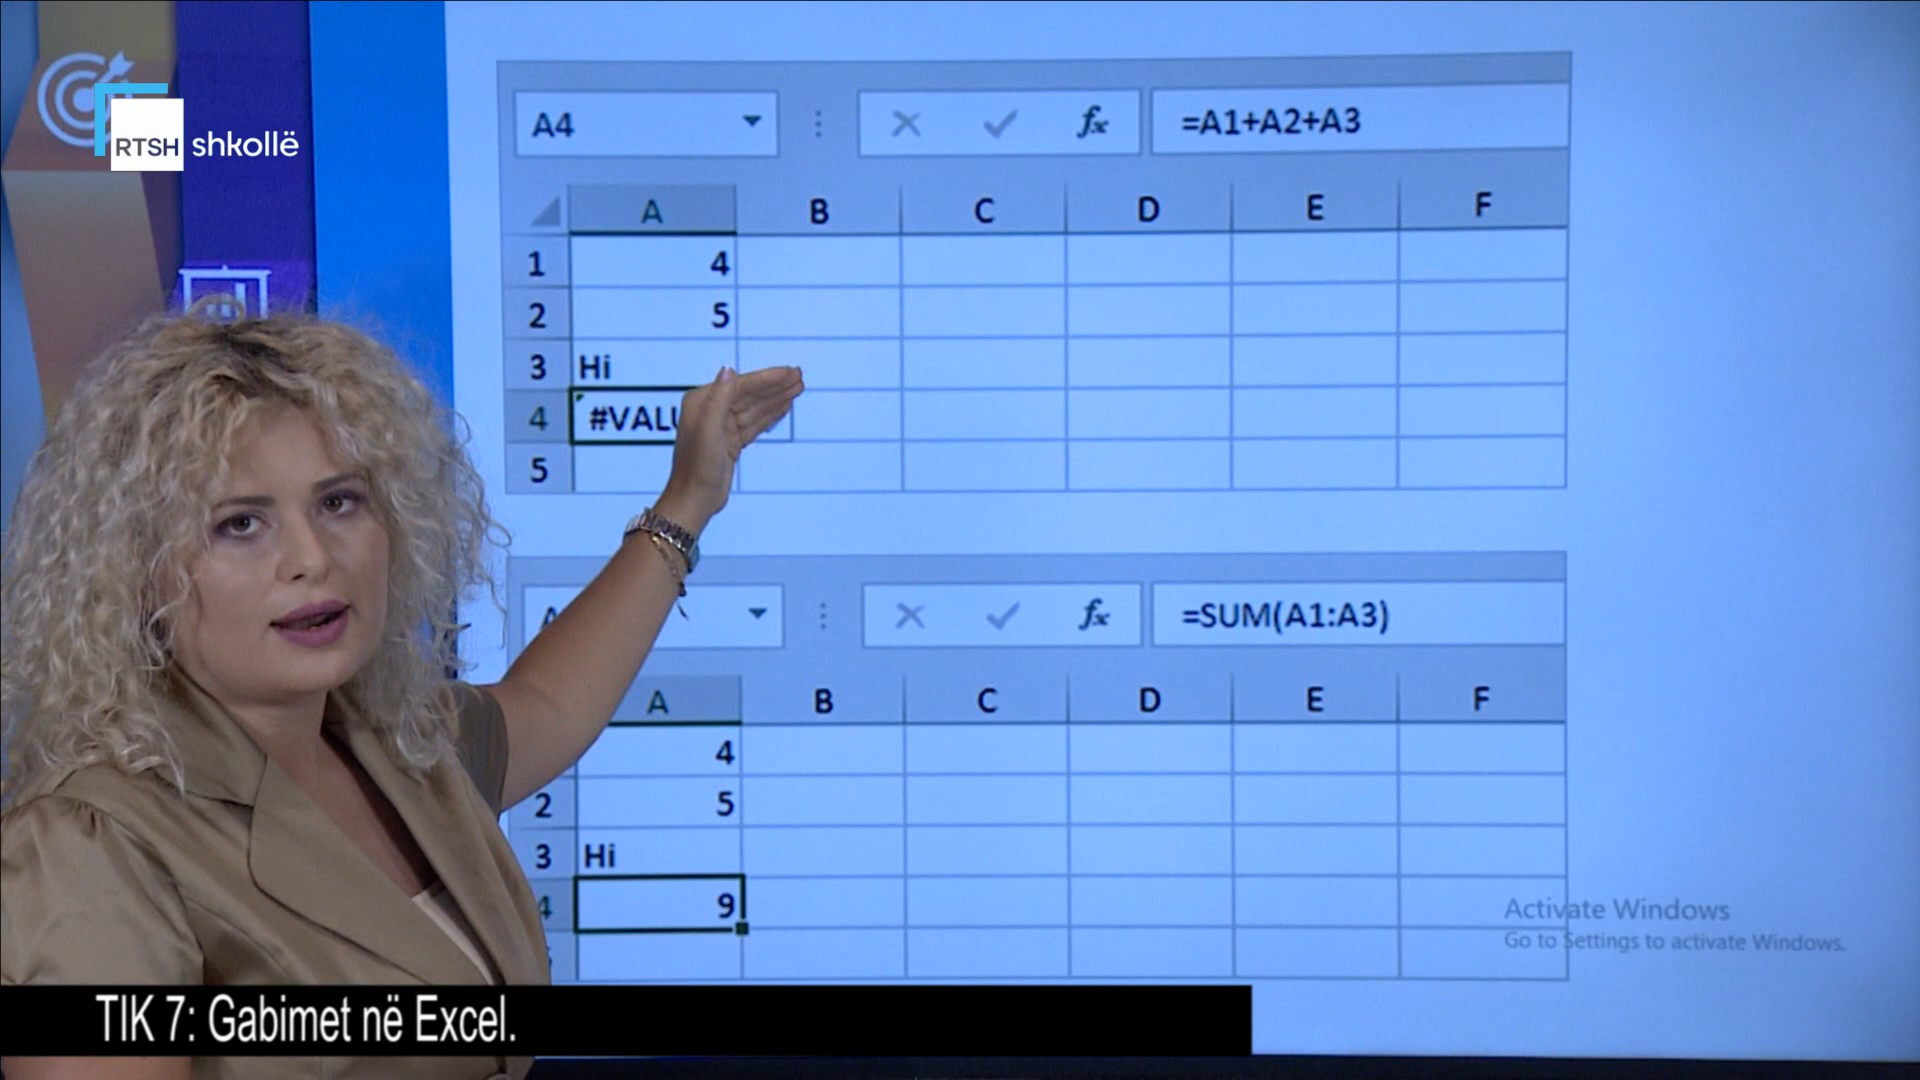 RTSH shkollë
A4 fx =A1+A2+A3
A B C D E F
1 4
2 5
3 Hi
4
5
fx =SUM(A1:A3)
A B C D E F
4
2 5
3 Hi
4 9
Activate Windows
Go to Settings to activate Windows.
TIK 7: Gabimet në Excel.